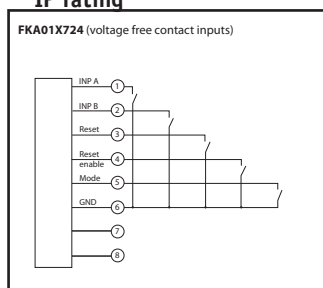 IP rating
FKA01X724 (voltage free contact inputs)
INP A 1
INP B 2
Reset 3
Reset
enable 4
Mode 5
GND 6
7
8